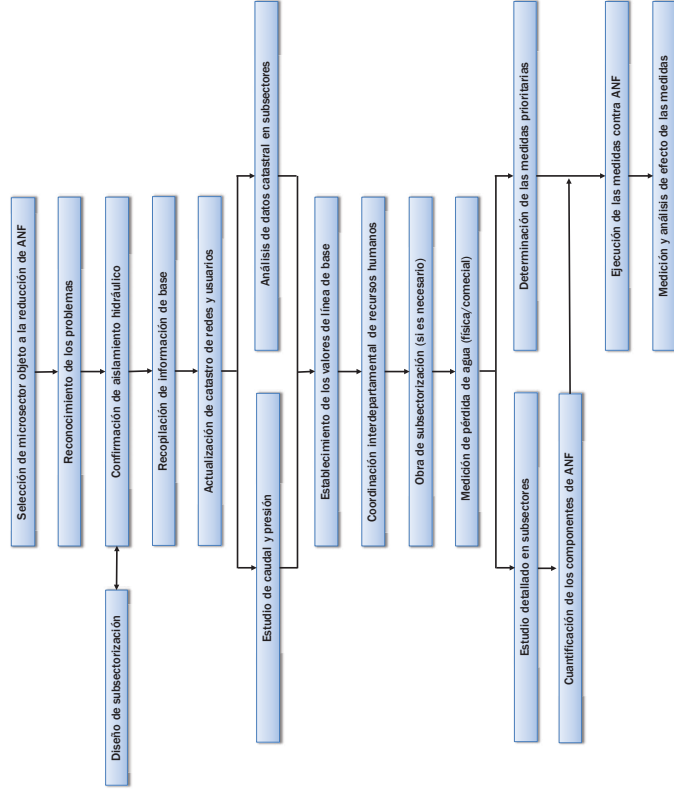 Selección de microsector objeto a la reducción de ANF
Reconocimiento de los problemas
Diseño de subsectorización
Confirmación de aislamiento hidráulico
Recopilación de información de base
Actualización de catastro de redes y usuarios
Estudio de caudal y presión
Análisis de datos catastral en subsectores
Establecimiento de los valores de línea de base
Coordinación interdepartamental de recursos humanos
Obra de subsectorización (si es necesario)
Medición de pérdida de agua (física/comecial)
Estudio detallado en subsectores
Determinación de las medidas prioritarias
Cuantificación de los componentes de ANF
Ejecución de las medidas contra ANF
Medición y análisis de efecto de las medidas